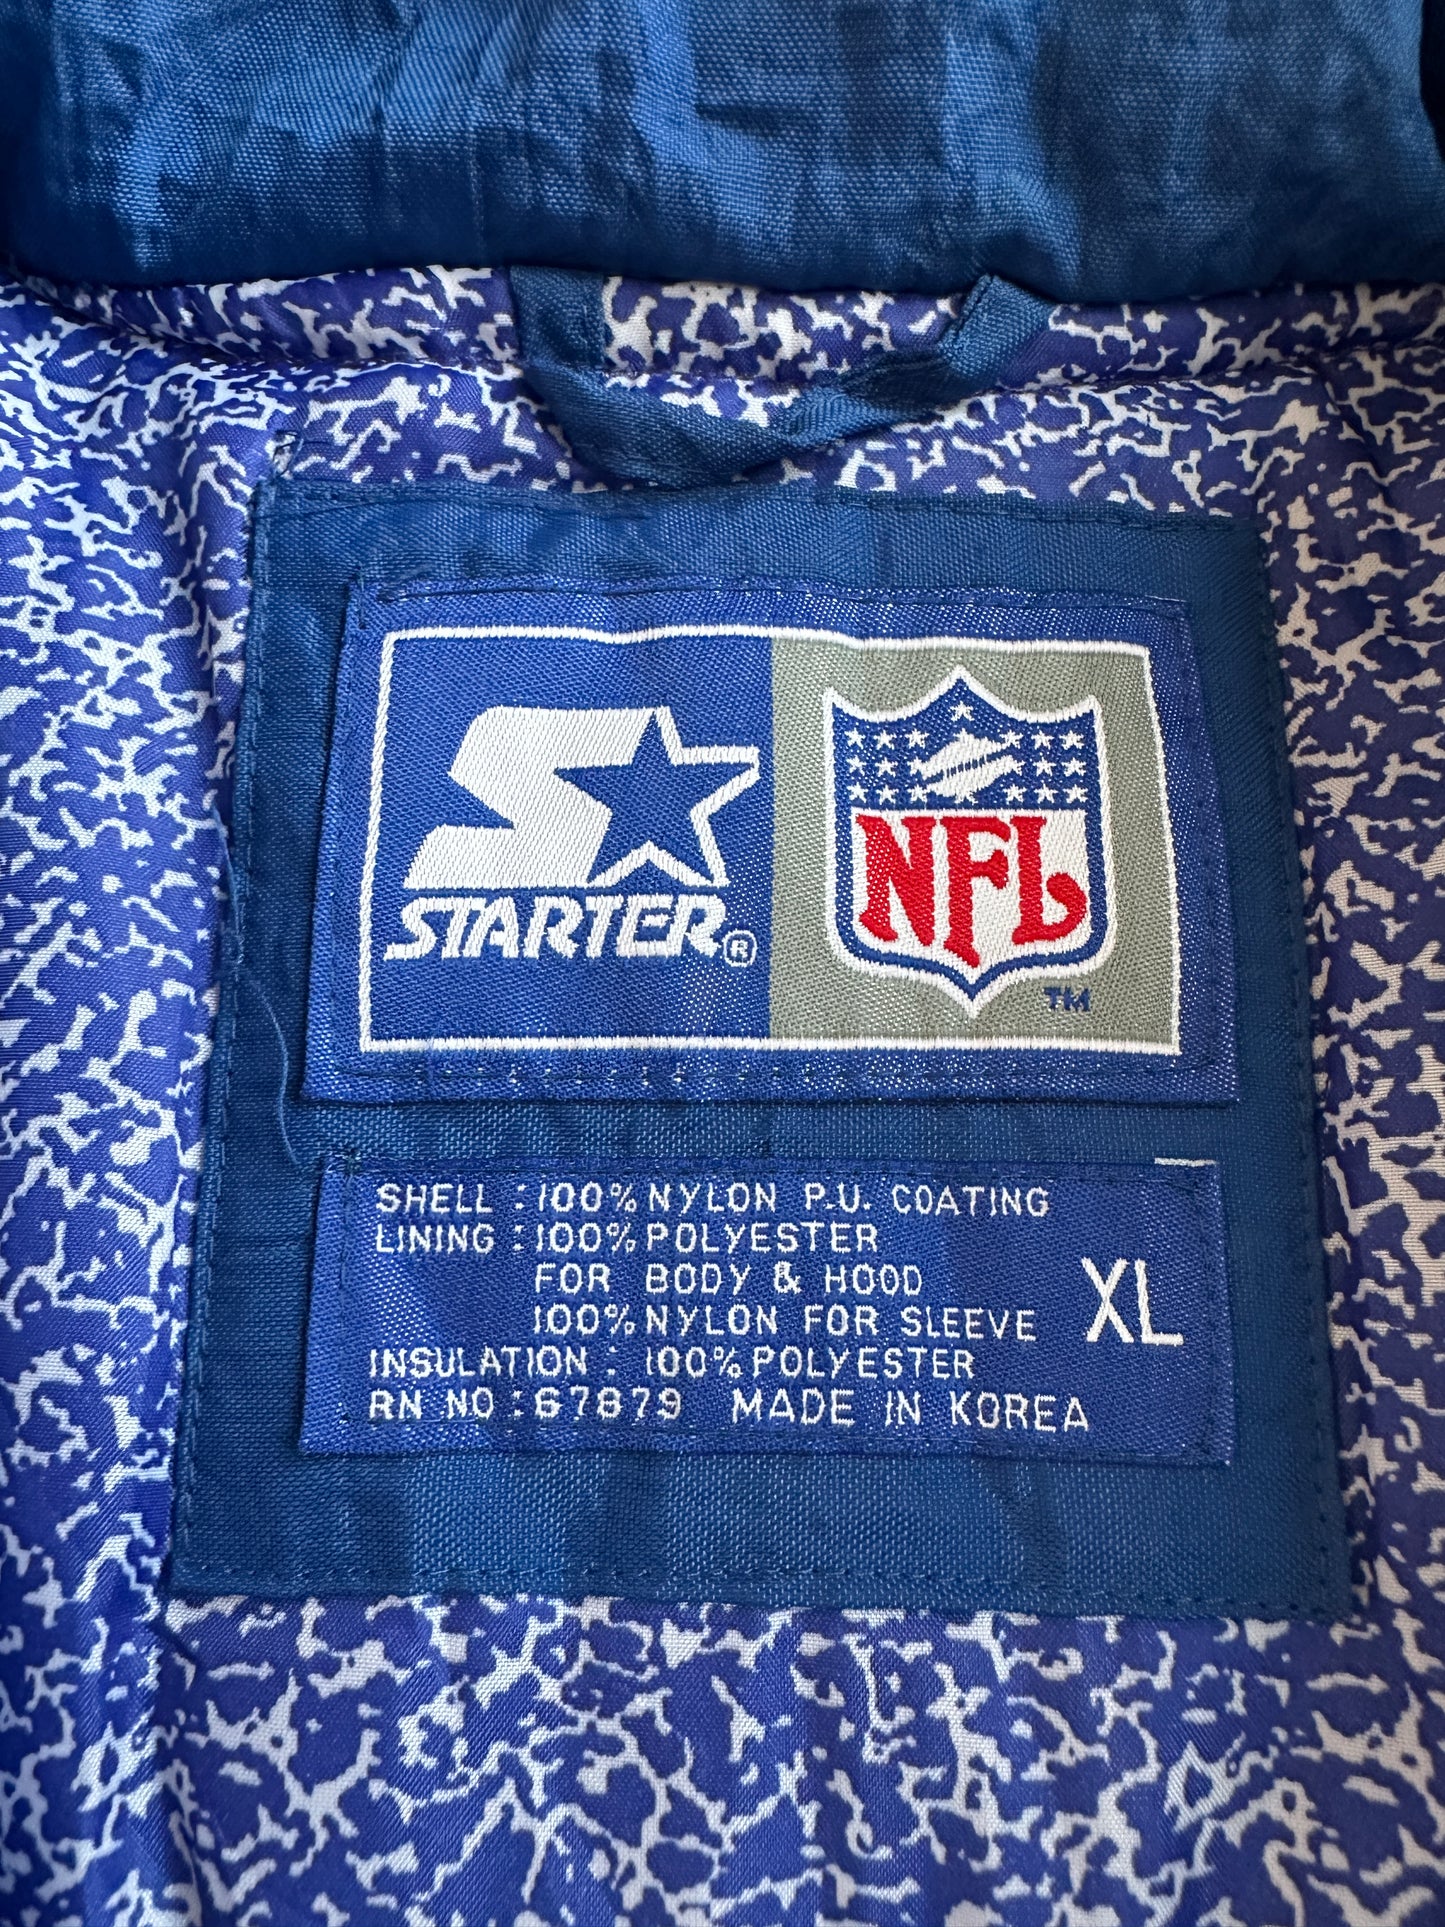 STARTER®
NFL
TM
SHELL : 100% NYLON P.U. COATING
LINING : 100% POLYESTER
FOR BODY & HOOD
100% NYLON FOR SLEEVE
XL
INSULATION : 100% POLYESTER
RN NO : 67879 MADE IN KOREA